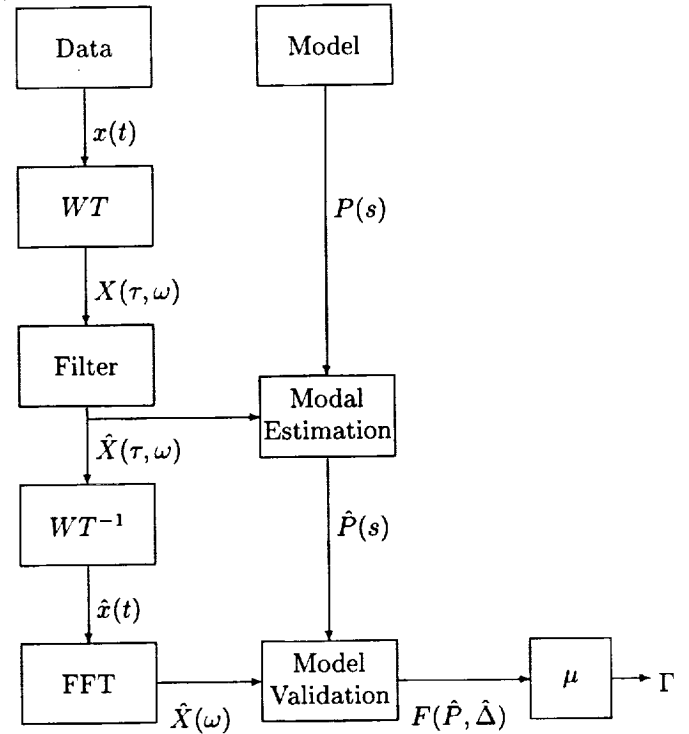 Data
Model
x(t)
WT
P(s)
X(τ, ω)
Filter
Modal
Estimation
X̂(τ, ω)
WT⁻¹
P̂(s)
x̂(t)
FFT
Model
Validation
μ
Γ
X̂(ω)
F(P̂, Δ̂)